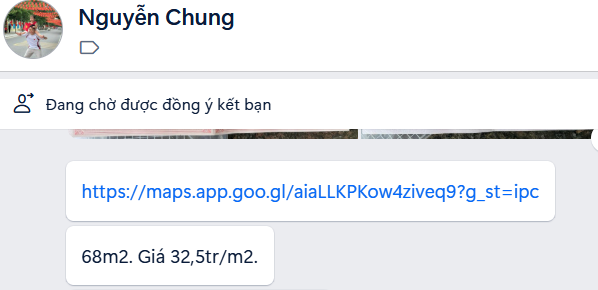 Nguyễn Chung
Đang chờ được đồng ý kết bạn
https://maps.app.goo.gl/aiaLLKPKow4ziveq9?g_st=ipc
68m2. Giá 32,5tr/m2.